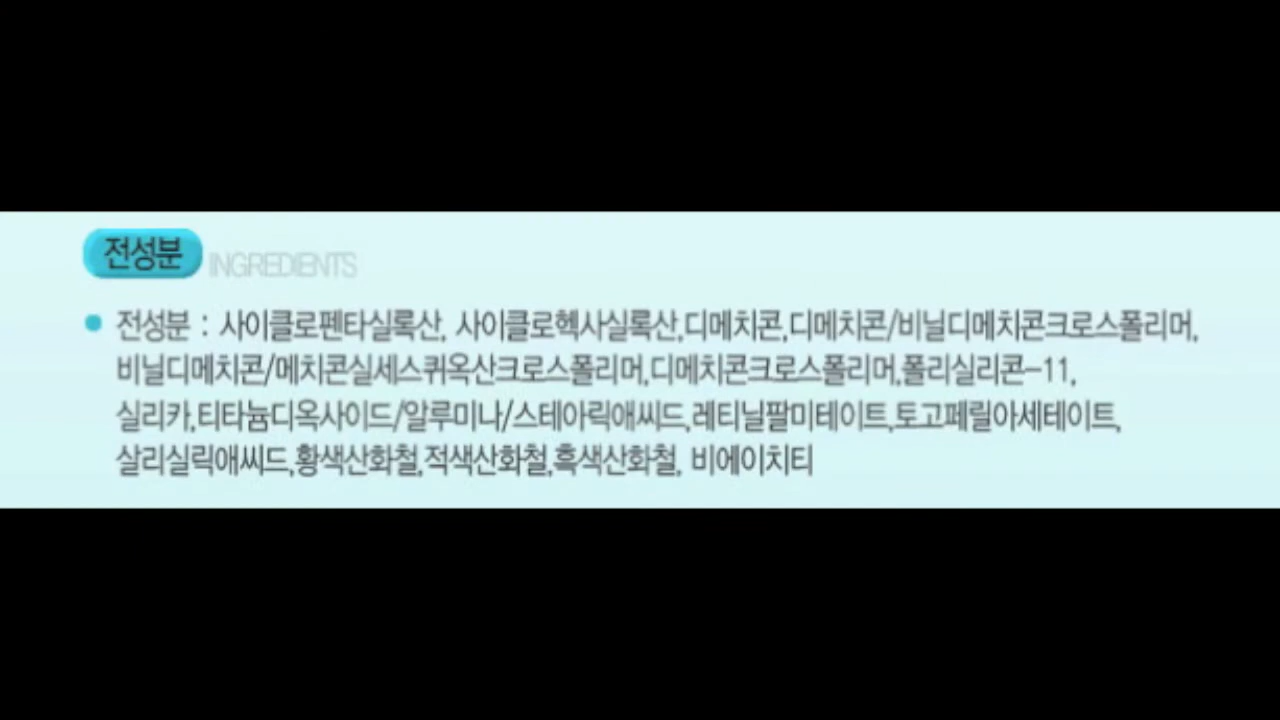 전성분 INGREDIENTS
전성분 : 사이클로펜타실록산, 사이클로헥사실록산,디메치콘,디메치콘/비닐디메치콘크로스폴리머,
비닐디메치콘/메치콘실세스퀴옥산크로스폴리머,디메치콘크로스폴리머,폴리실리콘-11,
실리카,티타늄디옥사이드/알루미나/스테아릭애씨드,레티닐팔미테이트,토고페릴아세테이트,
살리실릭애씨드,황색산화철,적색산화철,흑색산화철, 비에이치티